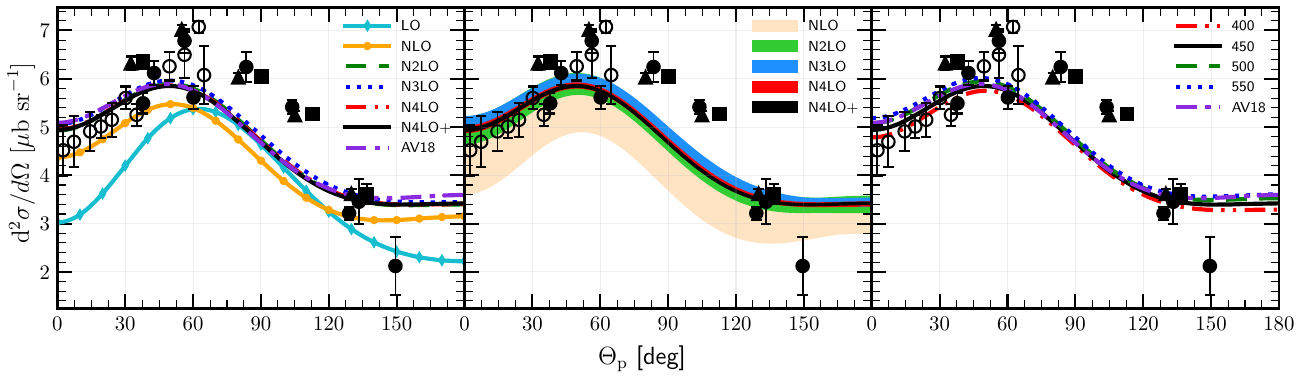 d²σ/dΩ [μb sr⁻¹]
7
6
5
4
3
2
LO
NLO
N2LO
N3LO
N4LO
N4LO+
AV18
NLO
N2LO
N3LO
N4LO
N4LO+
400
450
500
550
AV18
0 30 60 90 120 150 0 30 60 90 120 150 0 30 60 90 120 150 180
Θp [deg]